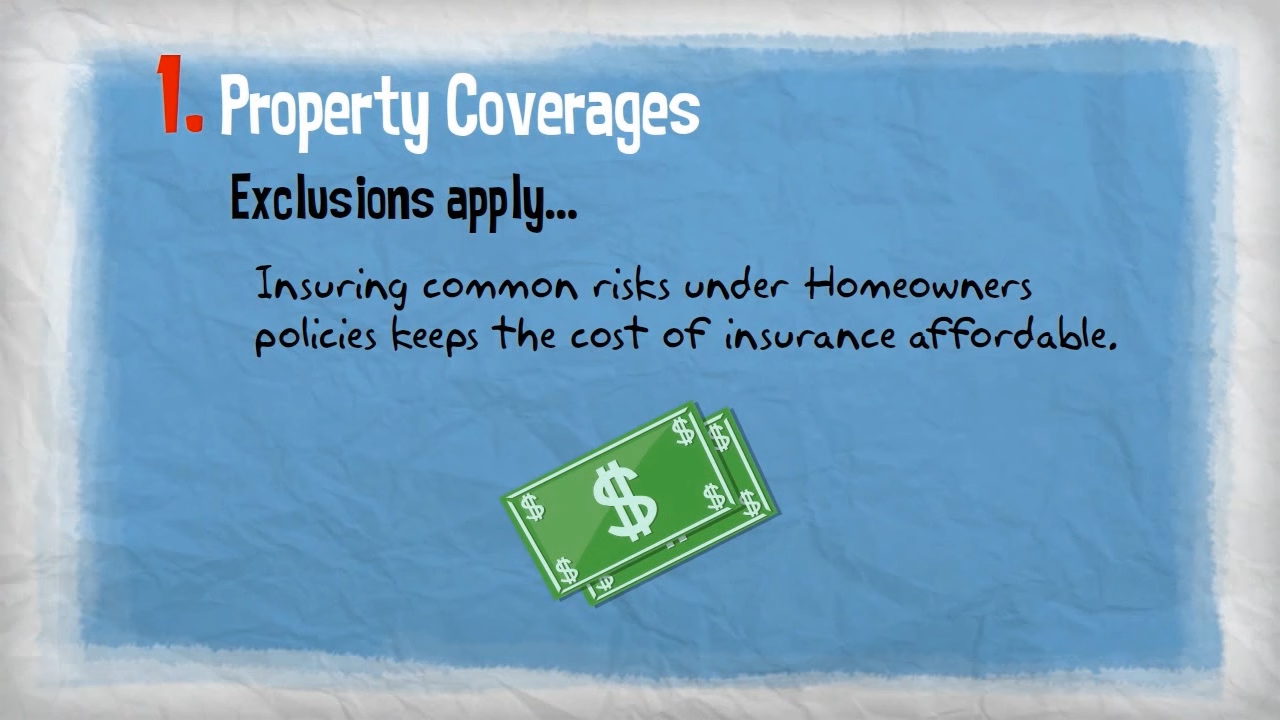 1. Property Coverages
Exclusions apply...
Insuring common risks under Homeowners
policies keeps the cost of insurance affordable.
$ $ $ $ $
$ $ $